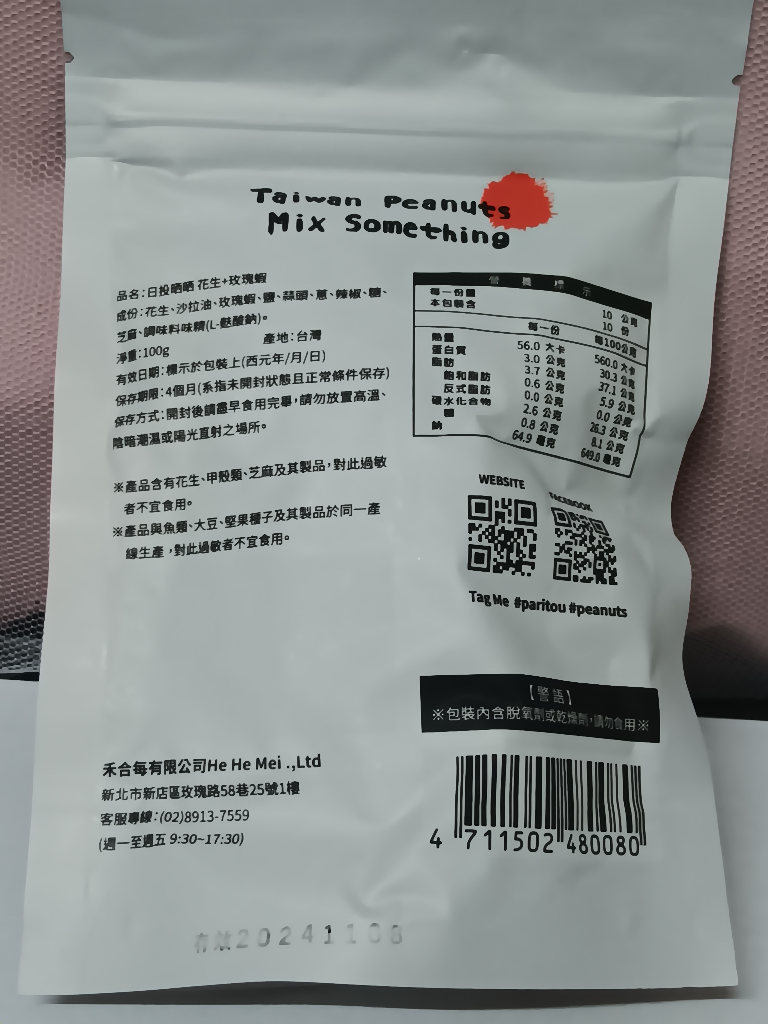 Taiwan Peanuts
Mix Something
品名:日投晒晒 花生+玫瑰蝦
成份:花生、沙拉油、玫瑰蝦、鹽、蒜頭、蔥、辣椒、糖、
芝麻、調味料味精(L-麩酸鈉)。
淨重:100g 產地:台灣
有效日期:標示於包裝上(西元年/月/日)
保存期限:4個月(系指未開封狀態且正常條件保存)
保存方式:開封後請盡早食用完畢,請勿放置高溫、
陰暗潮濕或陽光直射之場所。
※產品含有花生、甲殼類、芝麻及其製品,對此過敏
者不宜食用。
※產品與魚類、大豆、堅果種子及其製品於同一產
線生產,對此過敏者不宜食用。
營養標示
每一份量 10 公克
本包裝含 10 份
每一份 每100公克
熱量 56.0 大卡 560.0 大卡
蛋白質 3.0 公克 30.3 公克
脂肪 3.7 公克 37.1 公克
飽和脂肪 0.6 公克 5.9 公克
反式脂肪 0.0 公克 0.0 公克
碳水化合物 2.6 公克 26.3 公克
糖 0.8 公克 8.1 公克
鈉 64.9 毫克 649.0 毫克
WEBSITE FACEBOOK
Tag Me #paritou #peanuts
【警語】
※包裝內含脫氧劑或乾燥劑,請勿食用※
禾合每有限公司He He Mei .,Ltd
新北市新店區玫瑰路58巷25號1樓
客服專線:(02)8913-7559
(週一至週五 9:30~17:30)
4 711502 480080
有效20241108